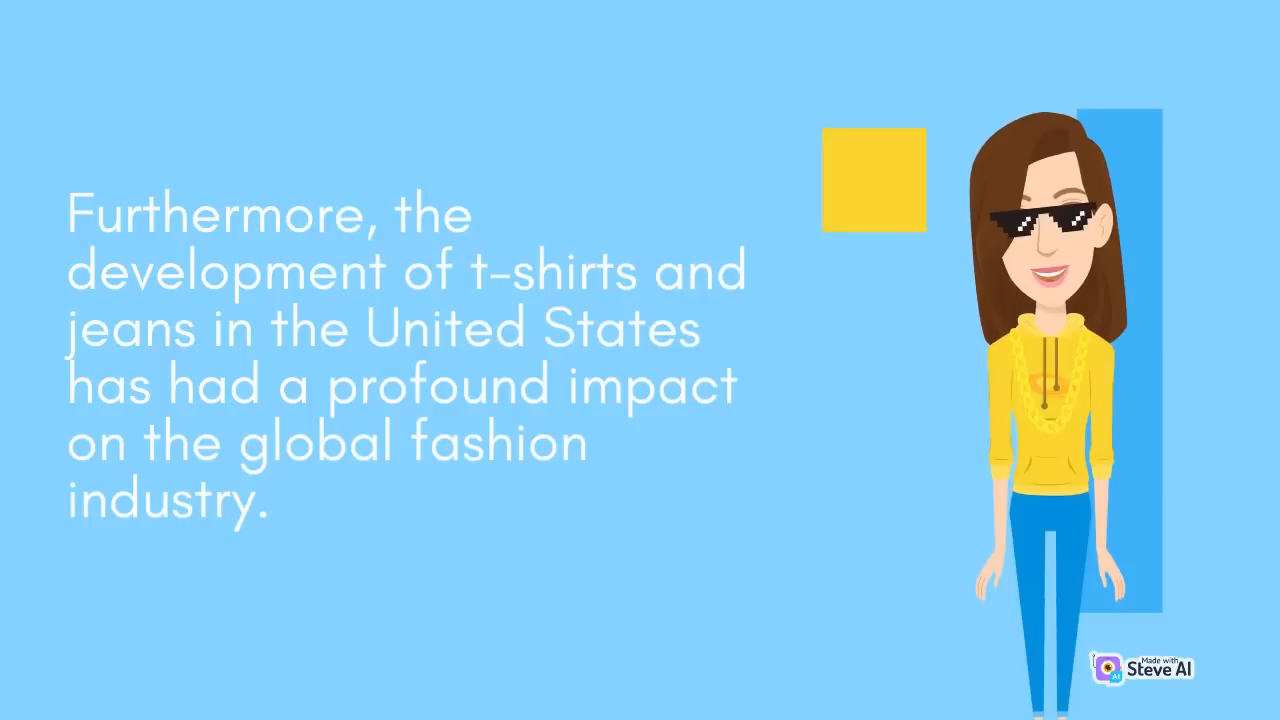 Furthermore, the
development of t-shirts and
jeans in the United States
has had a profound impact
on the global fashion
industry.
Made with
Steve AI
AI